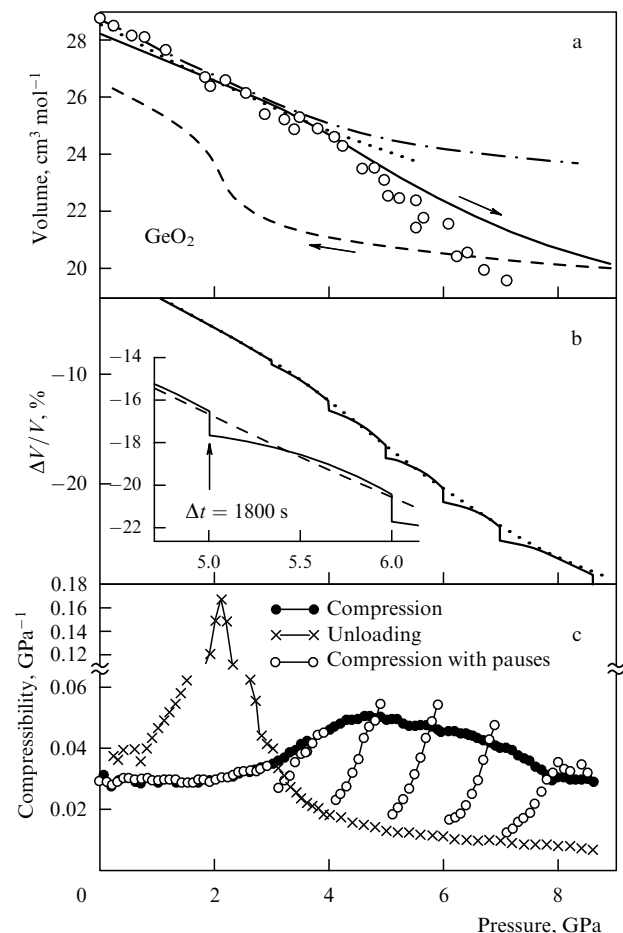 28
26
24
22
20
Volume, cm³ mol⁻¹
a
GeO₂
−10
−20
ΔV/V, %
b
−14
−16
−18
−20
−22
Δt = 1800 s
5.0 5.5 6.0
0.18
0.16
0.14
0.12
0.06
0.04
0.02
Compressibility, GPa⁻¹
c
Compression
Unloading
Compression with pauses
0 2 4 6 8
Pressure, GPa